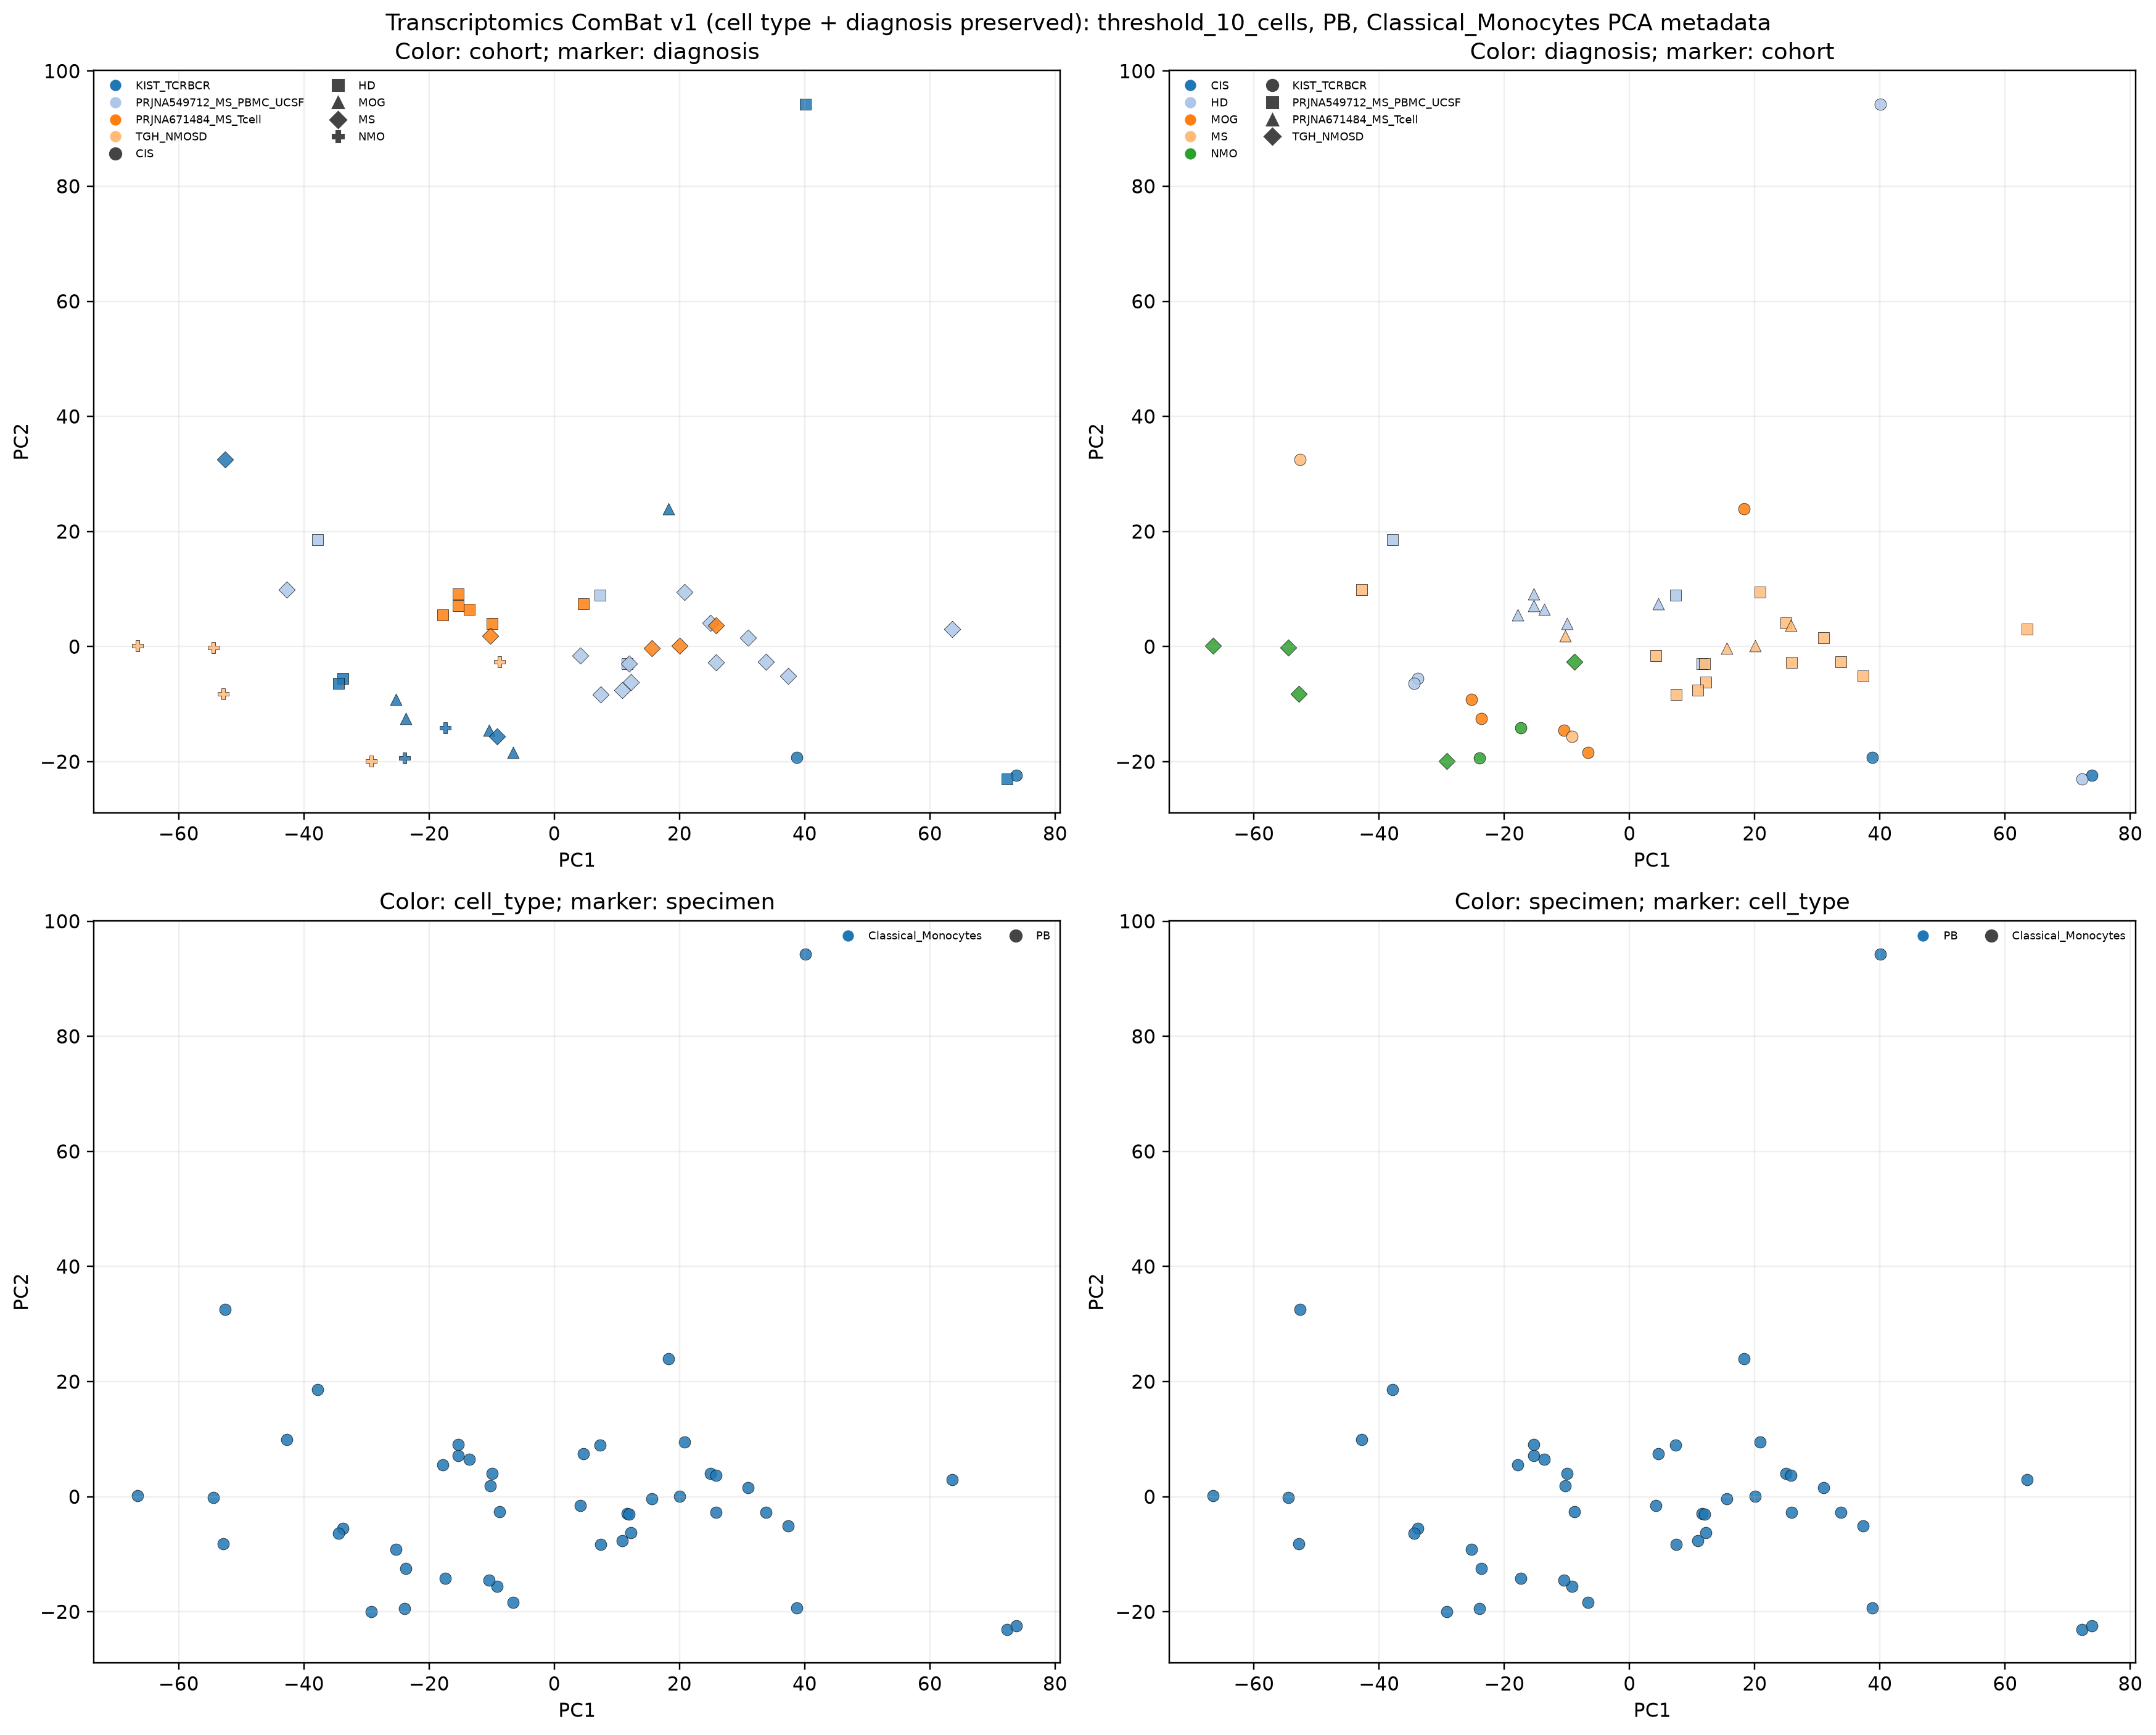 Transcriptomics ComBat v1 (cell type + diagnosis preserved): threshold_10_cells, PB, Classical_Monocytes PCA metadata
Color: cohort; marker: diagnosis
KIST_TCRBCR
PRJNA549712_MS_PBMC_UCSF
PRJNA671484_MS_Tcell
TGH_NMOSD
CIS
HD
MOG
MS
NMO
100
80
60
40
20
0
−20
PC2
−60 −40 −20 0 20 40 60 80
PC1
Color: diagnosis; marker: cohort
CIS
HD
MOG
MS
NMO
KIST_TCRBCR
PRJNA549712_MS_PBMC_UCSF
PRJNA671484_MS_Tcell
TGH_NMOSD
100
80
60
40
20
0
−20
PC2
−60 −40 −20 0 20 40 60 80
PC1
Color: cell_type; marker: specimen
Classical_Monocytes PB
100
80
60
40
20
0
−20
PC2
−60 −40 −20 0 20 40 60 80
PC1
Color: specimen; marker: cell_type
PB Classical_Monocytes
100
80
60
40
20
0
−20
PC2
−60 −40 −20 0 20 40 60 80
PC1